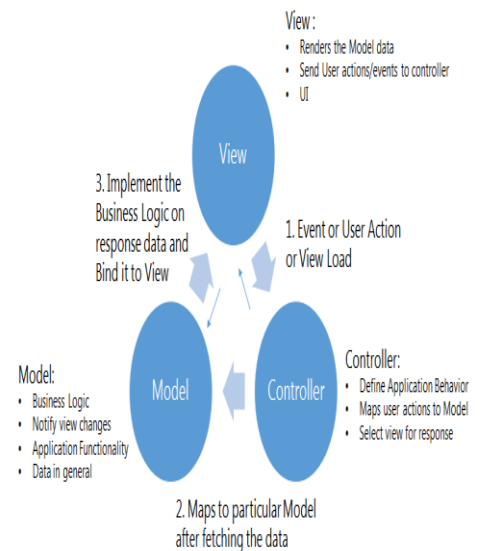 View :
• Renders the Model data
• Send User actions/events to controller
• UI
View
3. Implement the
Business Logic on
response data and
Bind it to View
1. Event or User Action
or View Load
Model
Controller
Model:
• Business Logic
• Notify view changes
• Application Functionality
• Data in general
Controller:
• Define Application Behavior
• Maps user actions to Model
• Select view for response
2. Maps to particular Model
after fetching the data